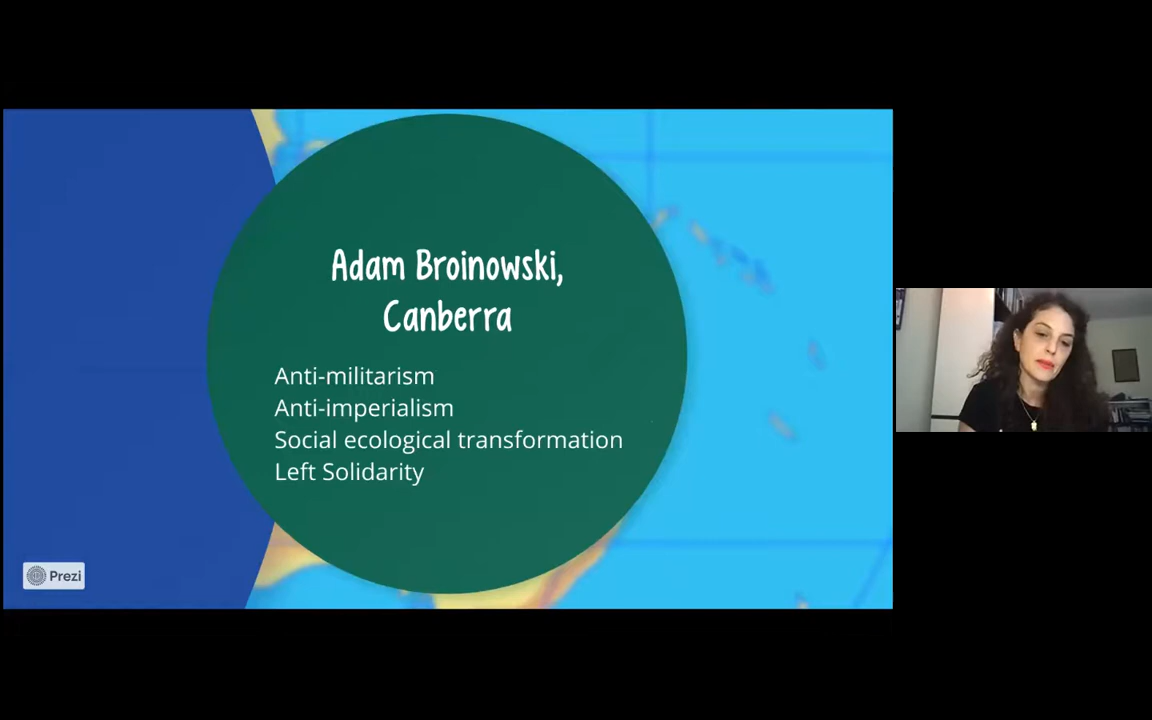 Adam Broinowski,
Canberra
Anti-militarism
Anti-imperialism
Social ecological transformation
Left Solidarity
Prezi